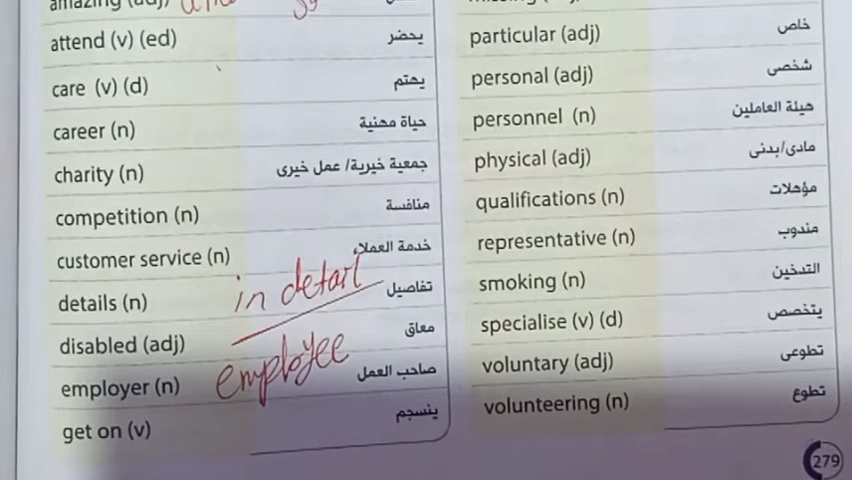 amazing (adj)
attend (v) (ed) يحضر
care (v) (d) يهتم
career (n) حياة مهنية
charity (n) جمعية خيرية/ عمل خيرى
competition (n) منافسة
customer service (n) خدمة العملاء
details (n) in detail تفاصيل
disabled (adj) معاق
employer (n) employee صاحب العمل
get on (v) ينسجم
particular (adj) خاص
personal (adj) شخصى
personnel (n) هيئة العاملين
physical (adj) مادى/بدنى
qualifications (n) مؤهلات
representative (n) مندوب
smoking (n) التدخين
specialise (v) (d) يتخصص
voluntary (adj) تطوعى
volunteering (n) تطوع
279